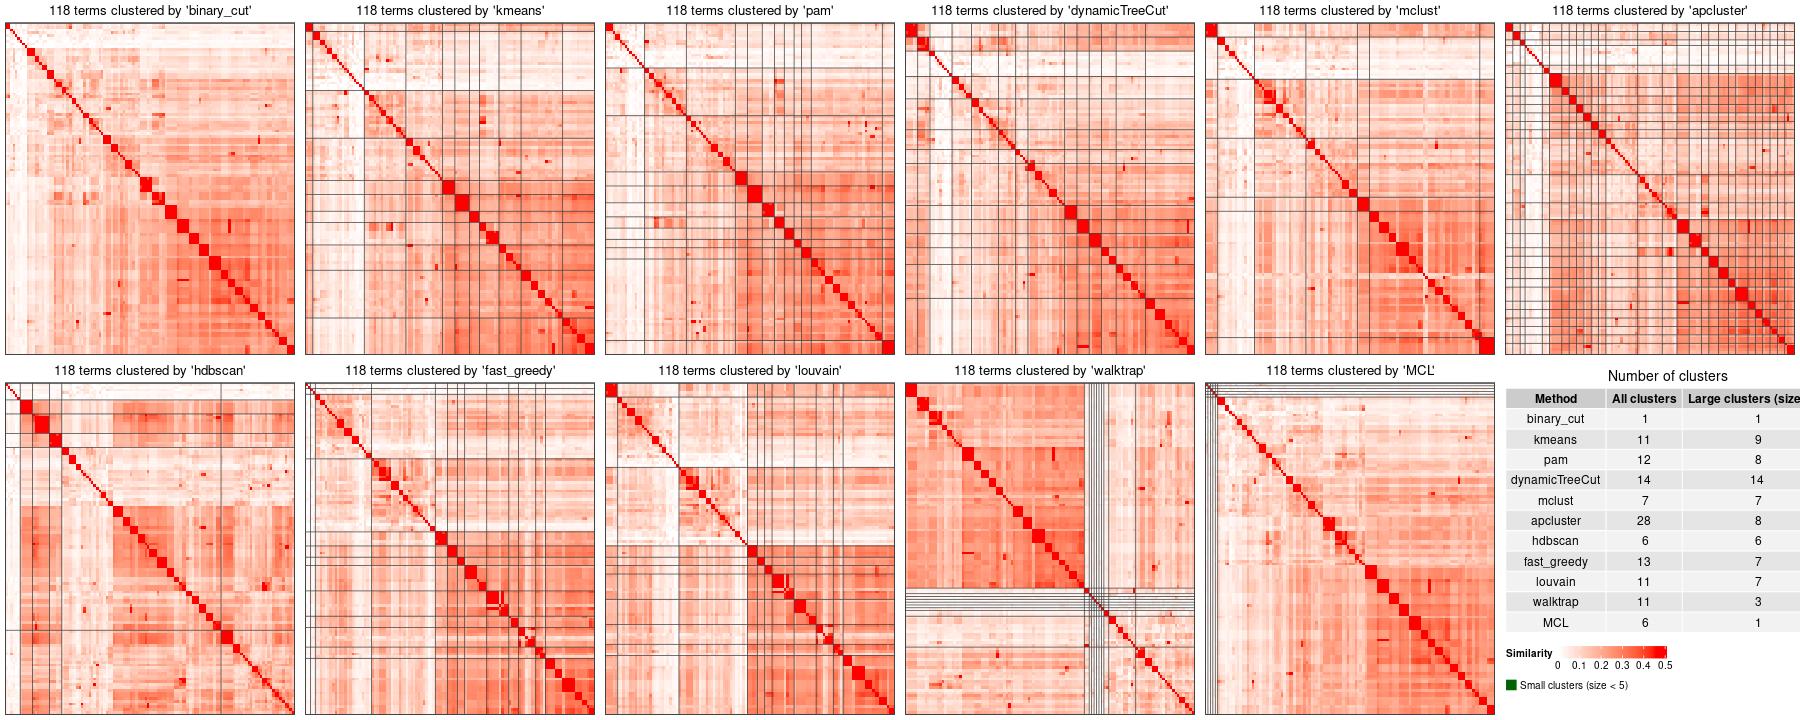 118 terms clustered by 'binary_cut'
118 terms clustered by 'kmeans'
118 terms clustered by 'pam'
118 terms clustered by 'dynamicTreeCut'
118 terms clustered by 'mclust'
118 terms clustered by 'apcluster'
118 terms clustered by 'hdbscan'
118 terms clustered by 'fast_greedy'
118 terms clustered by 'louvain'
118 terms clustered by 'walktrap'
118 terms clustered by 'MCL'
Number of clusters
Method All clusters Large clusters (size
binary_cut 1 1
kmeans 11 9
pam 12 8
dynamicTreeCut 14 14
mclust 7 7
apcluster 28 8
hdbscan 6 6
fast_greedy 13 7
louvain 11 7
walktrap 11 3
MCL 6 1
Similarity
0 0.1 0.2 0.3 0.4 0.5
Small clusters (size < 5)